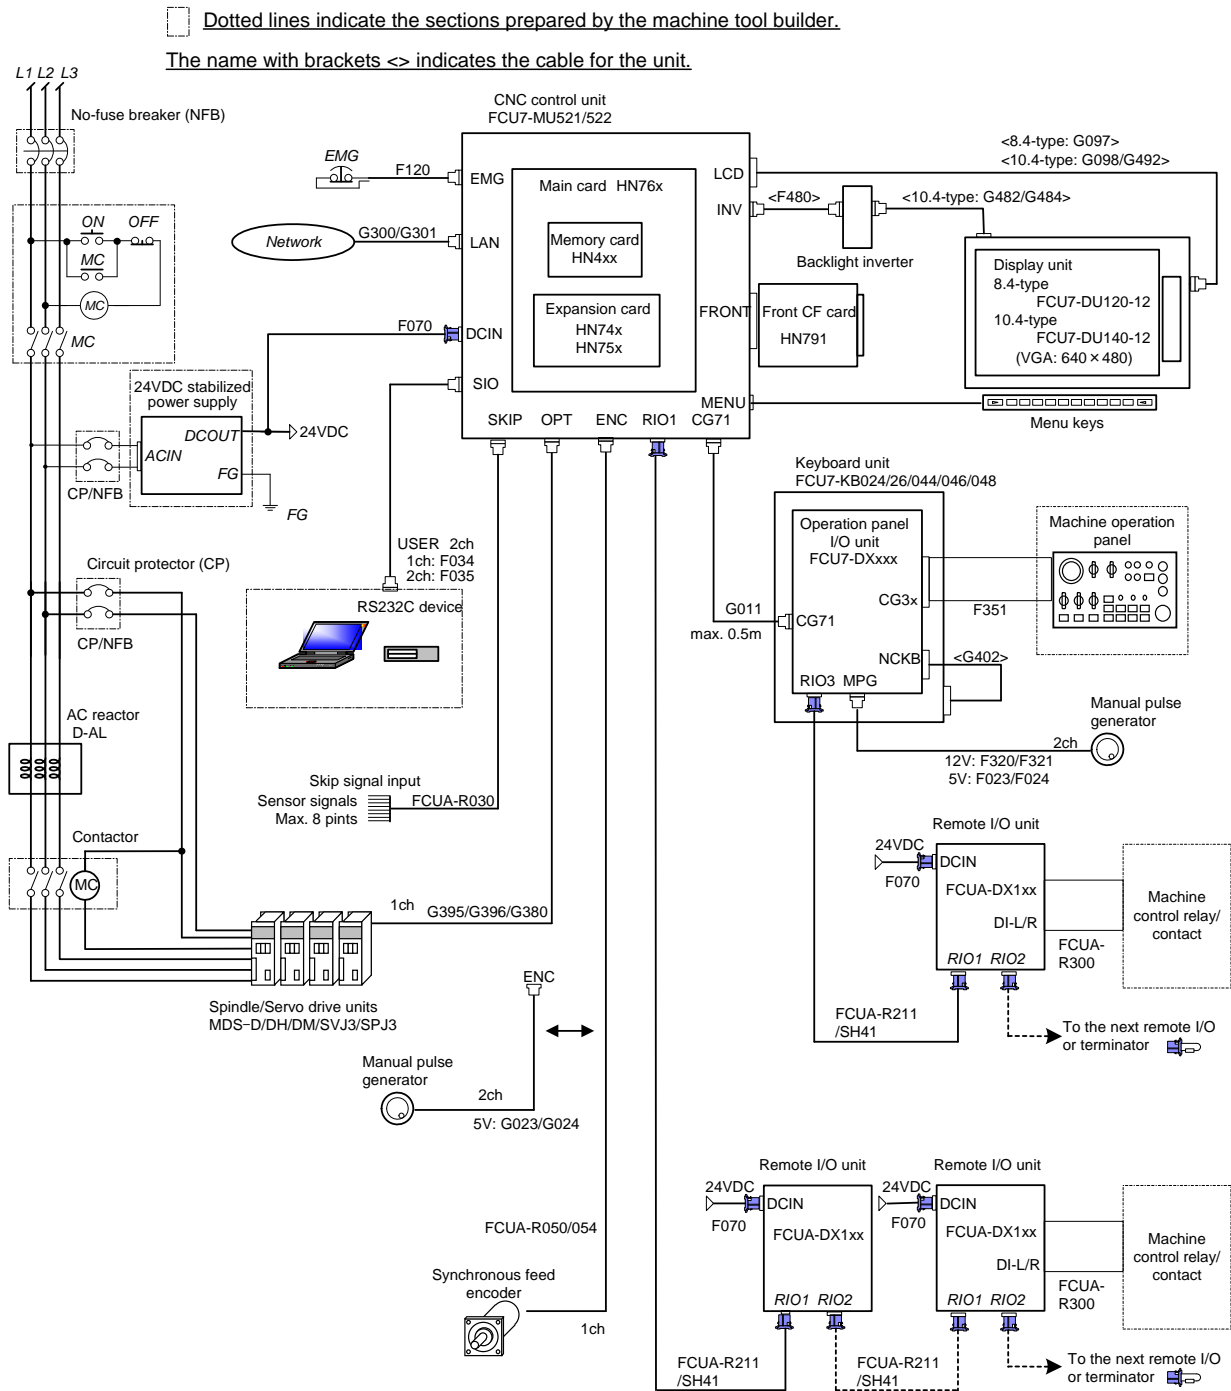 Dotted lines indicate the sections prepared by the machine tool builder.
The name with brackets <> indicates the cable for the unit.
L1 L2 L3
No-fuse breaker (NFB)
ON OFF
MC
MC
MC
24VDC stabilized
power supply
DCOUT
24VDC
ACIN
FG
FG
CP/NFB
Circuit protector (CP)
CP/NFB
AC reactor
D-AL
Contactor
MC
Spindle/Servo drive units
MDS-D/DH/DM/SVJ3/SPJ3
CNC control unit
FCU7-MU521/522
EMG
F120
EMG
Network
G300/G301
LAN
F070
DCIN
SIO
Main card HN76x
Memory card
HN4xx
Expansion card
HN74x
HN75x
LCD
INV
FRONT
MENU
SKIP OPT ENC RIO1 CG71
Front CF card
HN791
<8.4-type: G097>
<10.4-type: G098/G492>
<F480>
<10.4-type: G482/G484>
Backlight inverter
Display unit
8.4-type
FCU7-DU120-12
10.4-type
FCU7-DU140-12
(VGA: 640 × 480)
Menu keys
USER 2ch
1ch: F034
2ch: F035
RS232C device
Skip signal input
Sensor signals
Max. 8 pints
FCUA-R030
1ch
G395/G396/G380
ENC
Manual pulse
generator
2ch
5V: G023/G024
FCUA-R050/054
Synchronous feed
encoder
1ch
Keyboard unit
FCU7-KB024/26/044/046/048
Operation panel
I/O unit
FCU7-DXxxx
G011
max. 0.5m
CG71
CG3x
NCKB
RIO3 MPG
F351
<G402>
Machine operation
panel
Manual pulse
generator
2ch
12V: F320/F321
5V: F023/F024
Remote I/O unit
24VDC
F070
DCIN
FCUA-DX1xx
DI-L/R
RIO1 RIO2
FCUA-
R300
Machine
control relay/
contact
FCUA-R211
/SH41
To the next remote I/O
or terminator
Remote I/O unit
24VDC
F070
DCIN
FCUA-DX1xx
RIO1 RIO2
Remote I/O unit
24VDC
F070
DCIN
FCUA-DX1xx
DI-L/R
RIO1 RIO2
FCUA-
R300
Machine
control relay/
contact
FCUA-R211
/SH41
FCUA-R211
/SH41
To the next remote I/O
or terminator